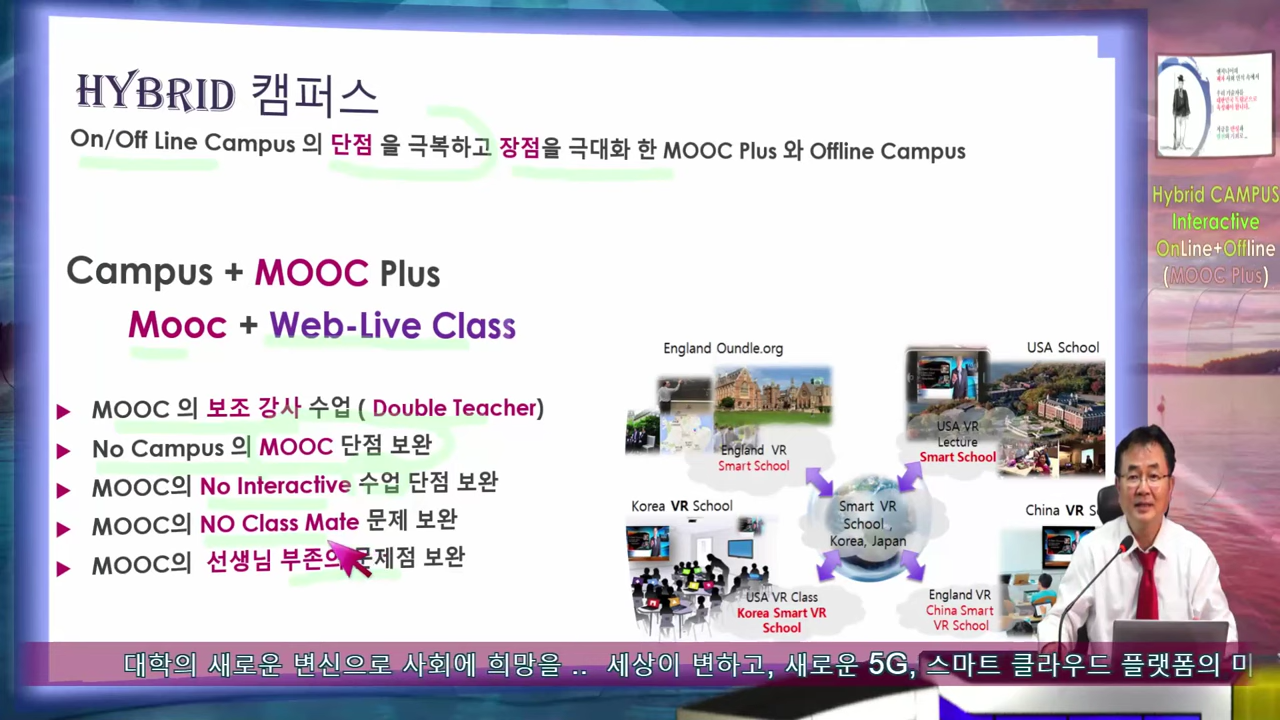 HYBRID 캠퍼스
On/Off Line Campus 의 단점 을 극복하고 장점을 극대화 한 MOOC Plus 와 Offline Campus
Campus + MOOC Plus
Mooc + Web-Live Class
MOOC 의 보조 강사 수업 ( Double Teacher)
No Campus 의 MOOC 단점 보완
MOOC의 No Interactive 수업 단점 보완
MOOC의 NO Class Mate 문제 보완
MOOC의 선생님 부존의 문제점 보완
England Oundle.org
USA School
England VR
Smart School
USA VR
Lecture
Smart School
Korea VR School
Smart VR
School ,
Korea, Japan
China VR S
USA VR Class
Korea Smart VR
School
England VR
China Smart
VR School
Hybrid CAMPUS
Interactive
OnLine+Offline
(MOOC Plus)
대학의 새로운 변신으로 사회에 희망을 .. 세상이 변하고, 새로운 5G, 스마트 클라우드 플랫폼의 미